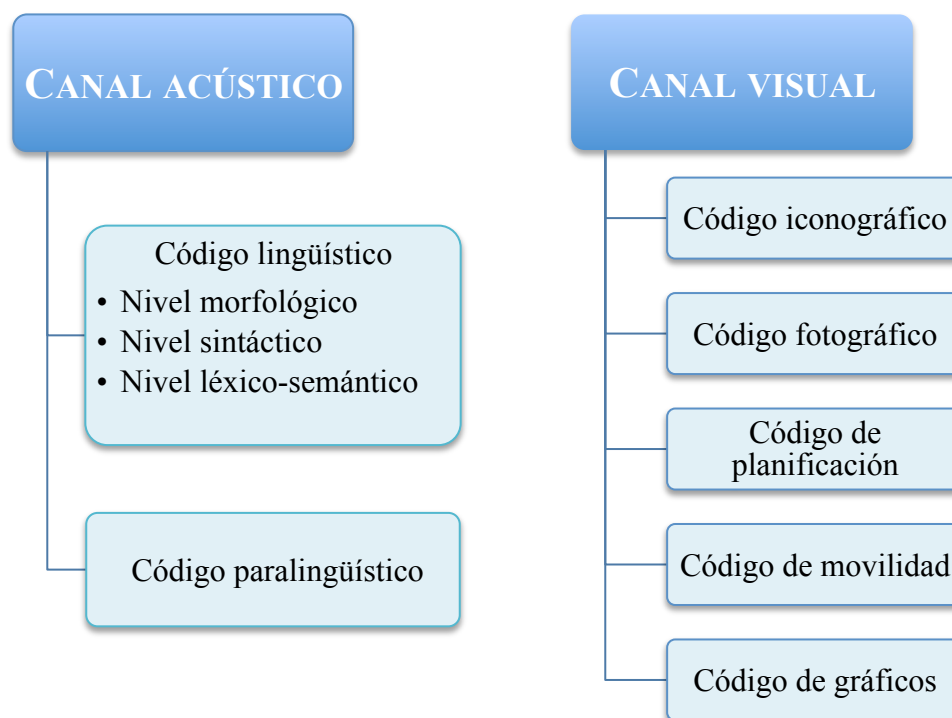 CANAL ACÚSTICO
Código lingüístico
• Nivel morfológico
• Nivel sintáctico
• Nivel léxico-semántico
Código paralingüístico
CANAL VISUAL
Código iconográfico
Código fotográfico
Código de
planificación
Código de movilidad
Código de gráficos